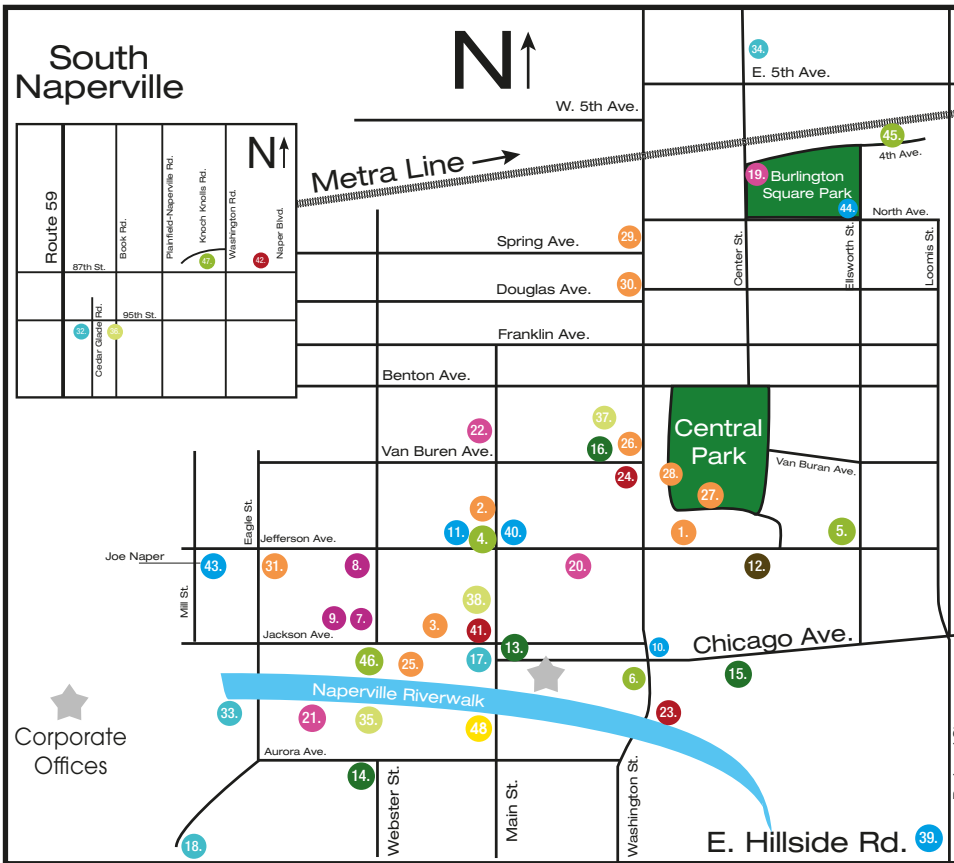 South
Naperville
N
34.
E. 5th Ave.
W. 5th Ave.
45.
4th Ave.
Metra Line
19.
Burlington
Square Park
44.
North Ave.
N
Route 59
Book Rd.
Plainfield-Naperville Rd.
Knoch Knolls Rd.
Washington Rd.
Naper Blvd.
47.
42.
87th St.
95th St.
Cedar Glade Rd.
32.
36.
Spring Ave.
29.
Center St.
Ellsworth St.
Loomis St.
Douglas Ave.
30.
Franklin Ave.
Benton Ave.
22.
37.
16.
26.
Van Buren Ave.
24.
Central
Park
28.
27.
Van Buran Ave.
Eagle St.
2.
11.
4.
40.
1.
5.
Jefferson Ave.
Joe Naper
43.
31.
8.
20.
12.
Mill St.
9.
7.
38.
3.
41.
Jackson Ave.
13.
10.
Chicago Ave.
46.
25.
17.
6.
15.
Naperville Riverwalk
33.
21.
35.
48
23.
Corporate
Offices
Aurora Ave.
14.
Webster St.
Main St.
Washington St.
18.
E. Hillside Rd.
39.